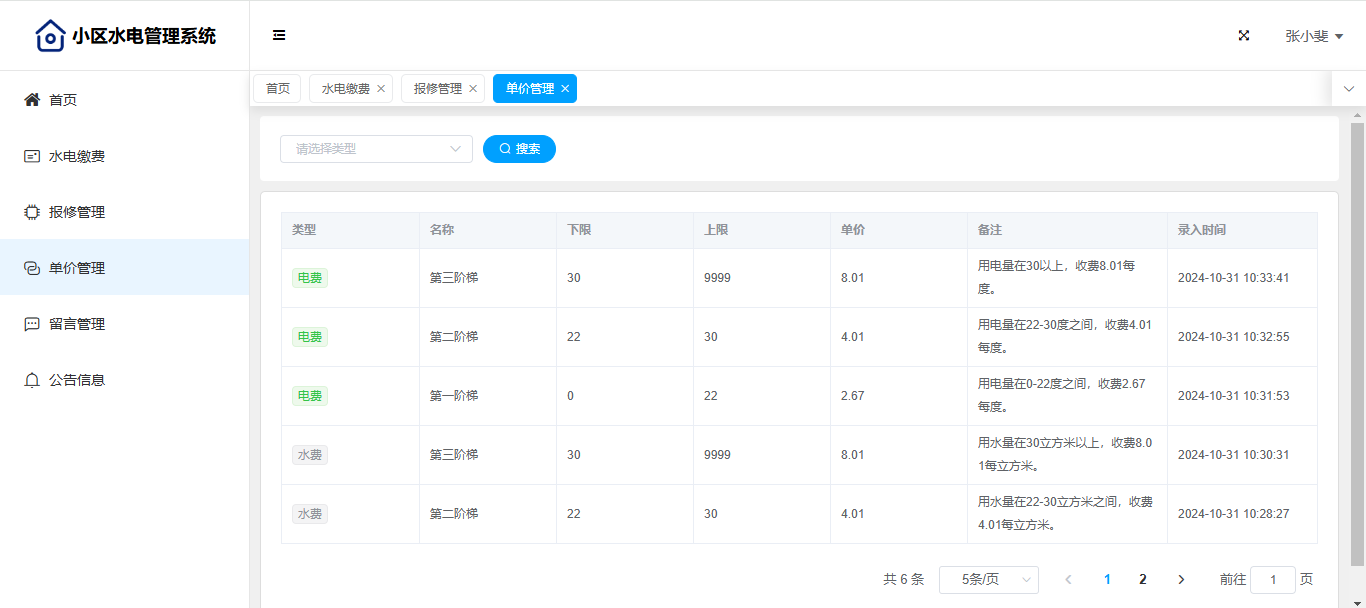 小区水电管理系统
张小斐
首页
水电缴费
报修管理
单价管理
留言管理
公告信息
首页
水电缴费
报修管理
单价管理
请选择类型
搜索
类型 名称 下限 上限 单价 备注 录入时间
电费 第三阶梯 30 9999 8.01 用电量在30以上，收费8.01每
度。 2024-10-31 10:33:41
电费 第二阶梯 22 30 4.01 用电量在22-30度之间，收费4.01
每度。 2024-10-31 10:32:55
电费 第一阶梯 0 22 2.67 用电量在0-22度之间，收费2.67
每度。 2024-10-31 10:31:53
水费 第三阶梯 30 9999 8.01 用水量在30立方米以上，收费8.0
1每立方米。 2024-10-31 10:30:31
水费 第二阶梯 22 30 4.01 用水量在22-30立方米之间，收费
4.01每立方米。 2024-10-31 10:28:27
共 6 条 5条/页 1 2 前往 1 页